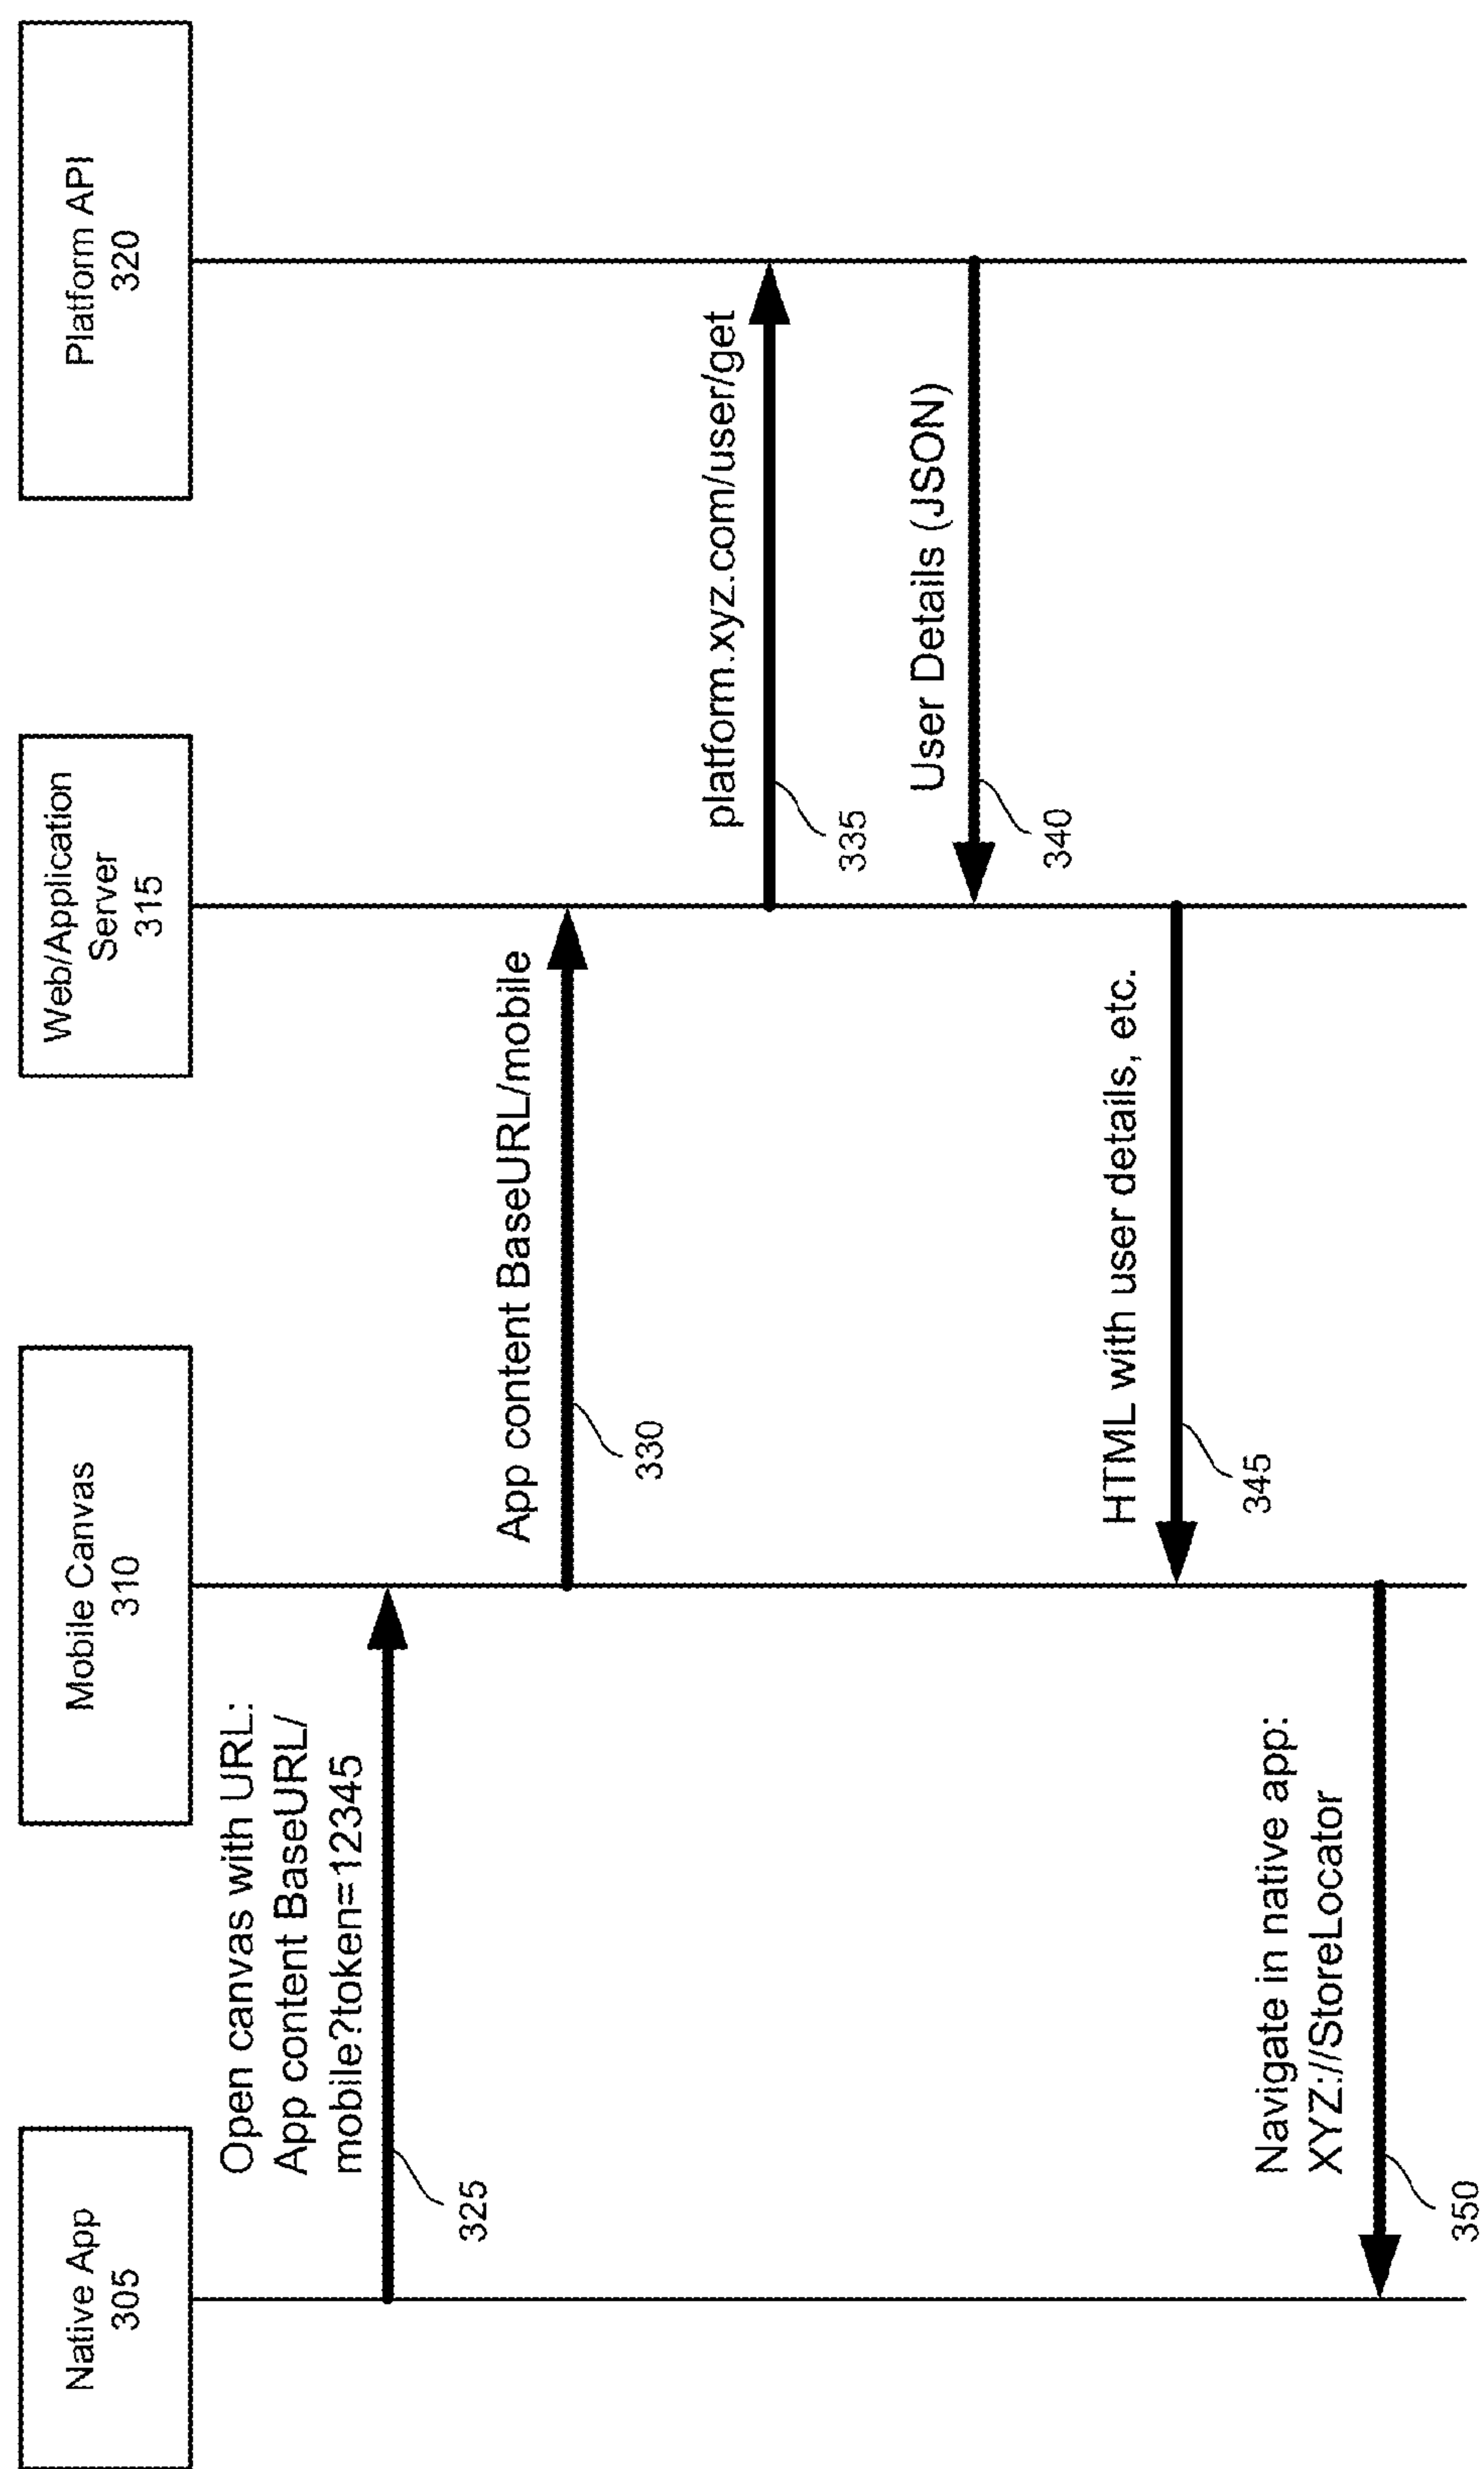 Native App
305
Mobile Canvas
310
Web/Application
Server
315
Platform API
320
Open canvas with URL:
App content BaseURL/
mobile?token=12345
325
App content BaseURL/mobile
330
platform.xyz.com/user/get
335
User Details (JSON)
340
HTML with user details, etc.
345
Navigate in native app:
XYZ://StoreLocator
350